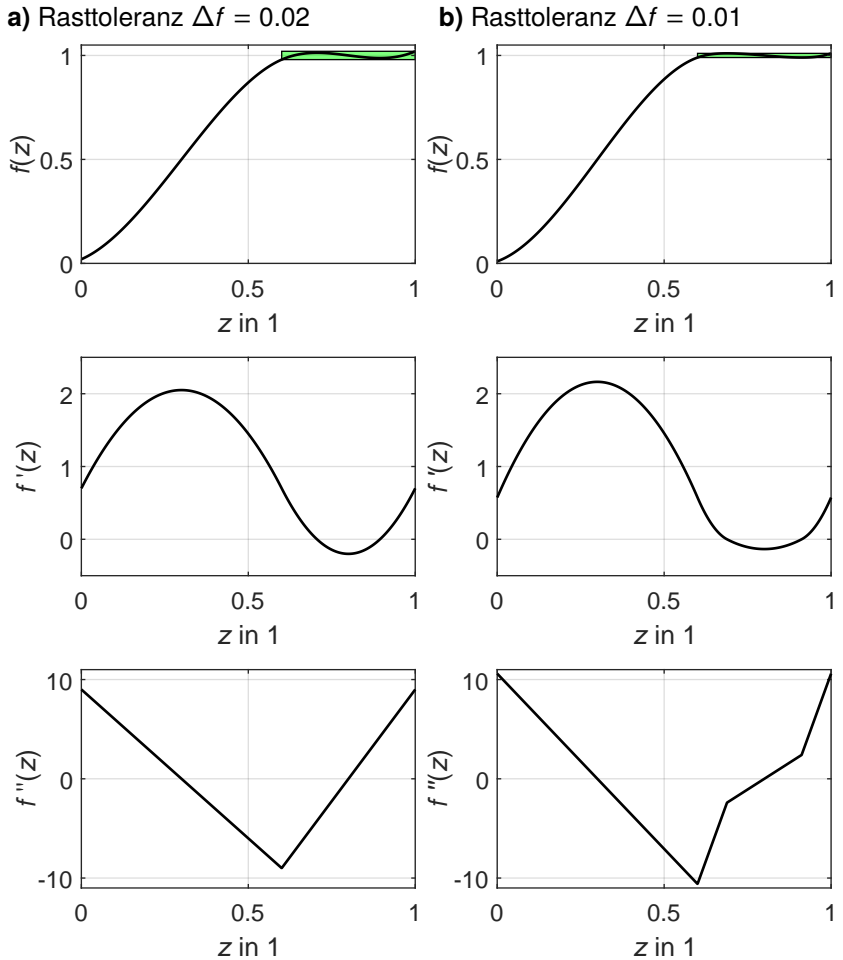 a) Rasttoleranz Δf = 0.02
b) Rasttoleranz Δf = 0.01
f(z)
1
0.5
0
0 0.5 1
z in 1
f(z)
1
0.5
0
0 0.5 1
z in 1
f '(z)
2
1
0
0 0.5 1
z in 1
f '(z)
2
1
0
0 0.5 1
z in 1
f ''(z)
10
0
-10
0 0.5 1
z in 1
f ''(z)
10
0
-10
0 0.5 1
z in 1